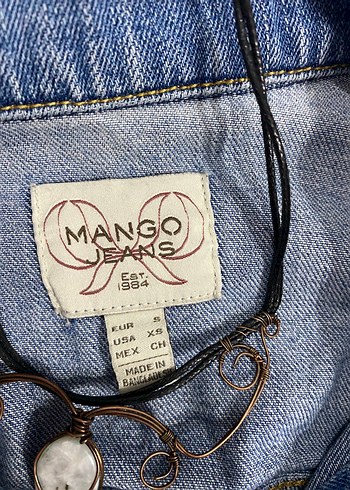 MANGO
JEANS
Est.
1984
EUR S
USA XS
MEX CH
MADE IN
BANGLADESH